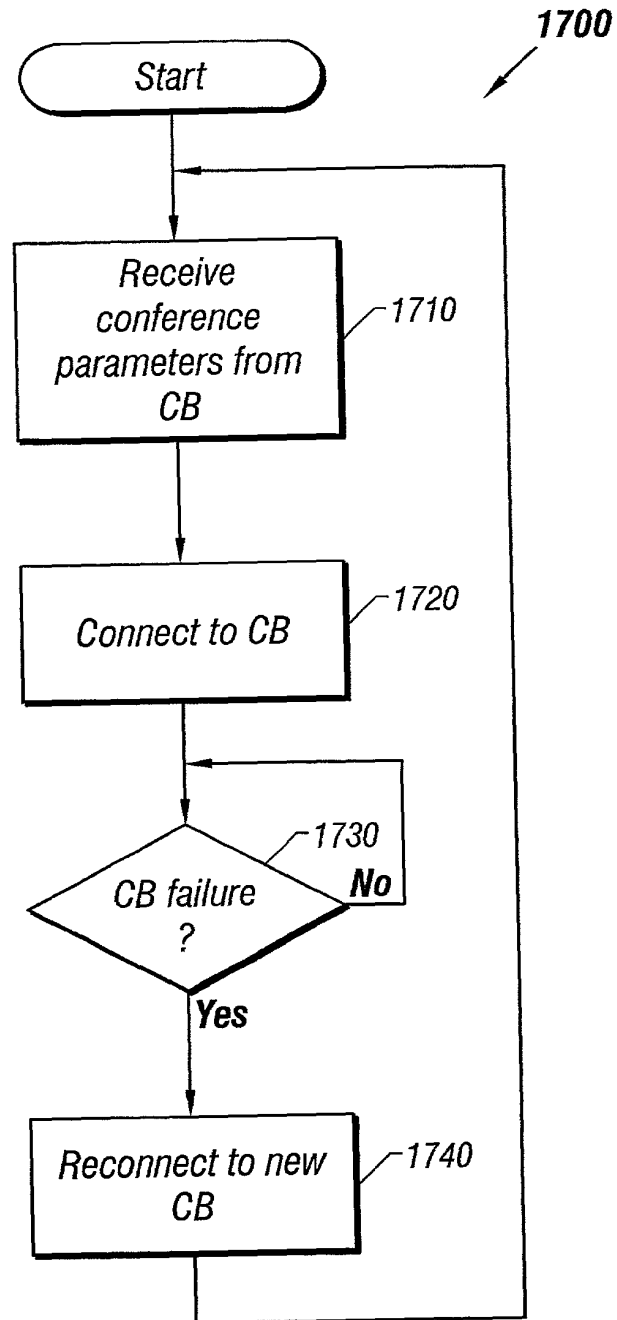 1700
Start
Receive
conference
parameters from
CB
1710
Connect to CB
1720
1730
CB failure
?
No
Yes
Reconnect to new
CB
1740